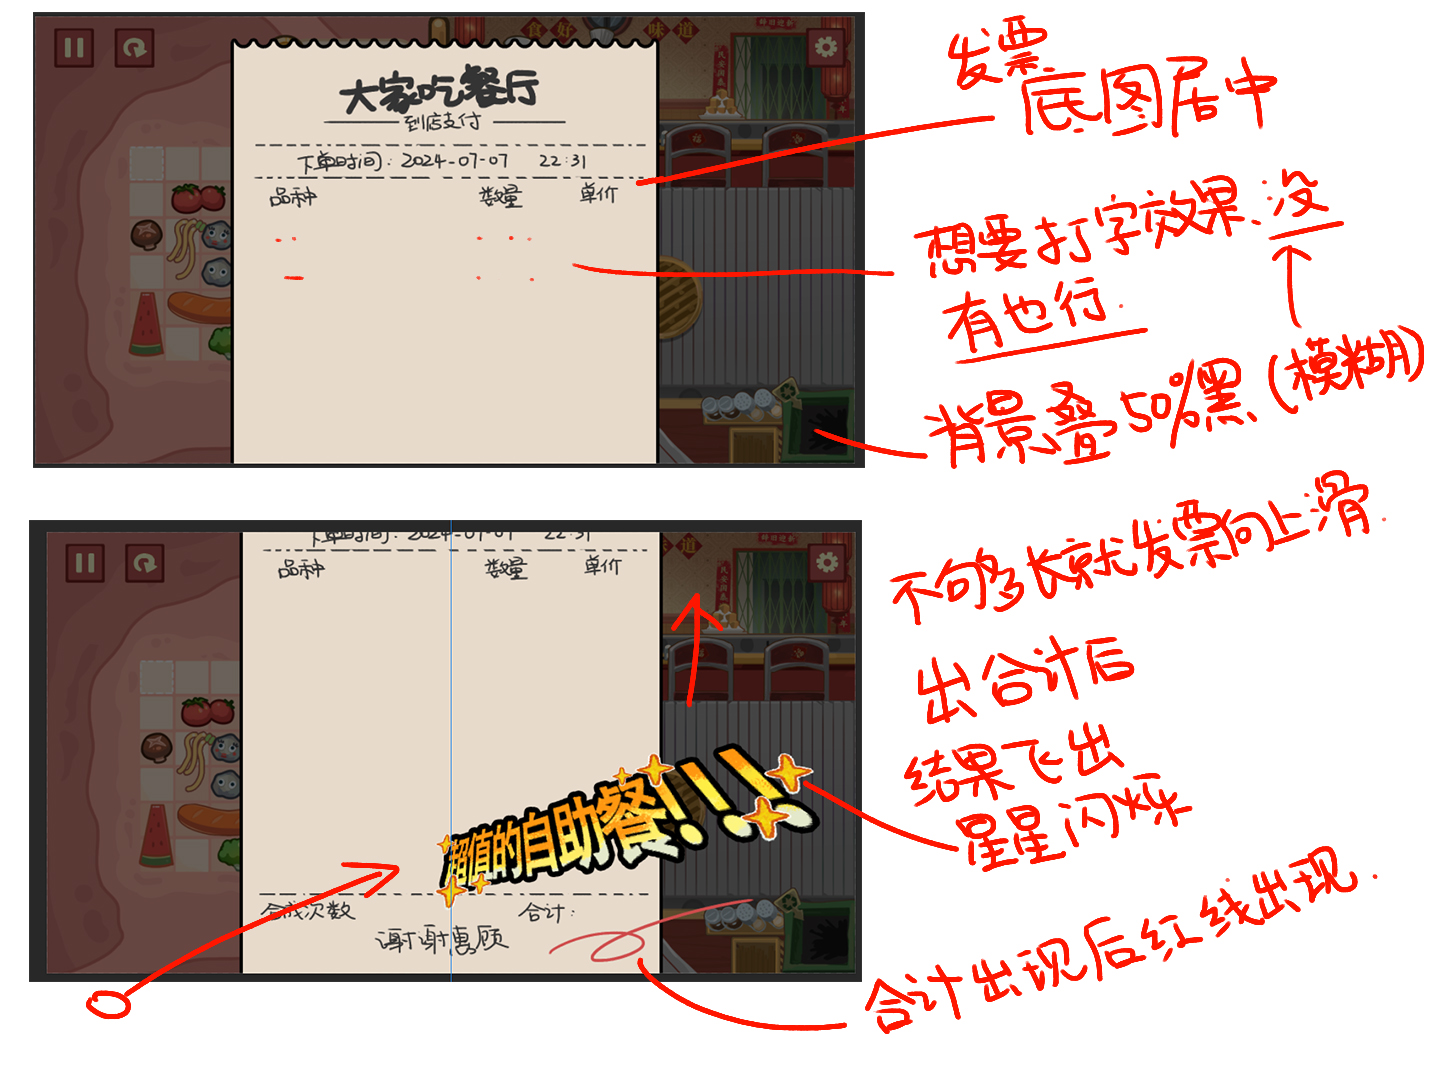 食 好 味 道
大家吃餐厅
到店支付
下单时间：2024-07-07 22:31
品种 数量 单价
发票
底图居中
想要打字效果.没
有也行.
背景叠50%黑(模糊)
道
下单时间：2024-07-07 22:31
品种 数量 单价
超值的自助餐!!!
合成次数 合计：
谢谢惠顾
不够长就发票向上滑.
出合计后
结果飞出
星星闪烁
合计出现后红线出现.